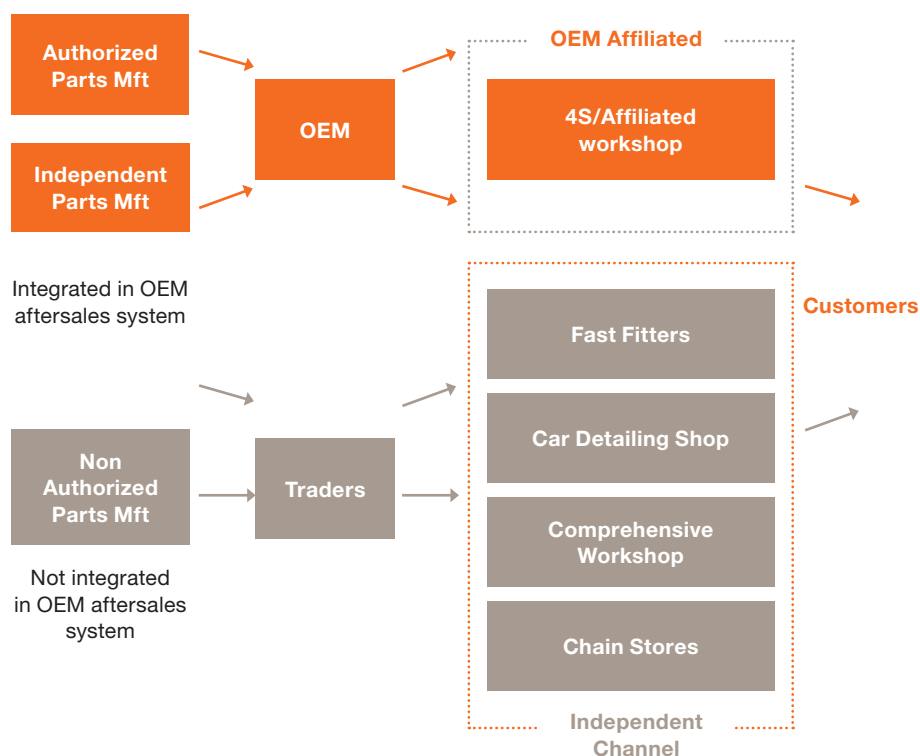 Authorized
Parts Mft
Independent
Parts Mft
Integrated in OEM
aftersales system
Non
Authorized
Parts Mft
Not integrated
in OEM aftersales
system
OEM
Traders
OEM Affiliated
4S/Affiliated
workshop
Fast Fitters
Car Detailing Shop
Comprehensive
Workshop
Chain Stores
Independent
Channel
Customers